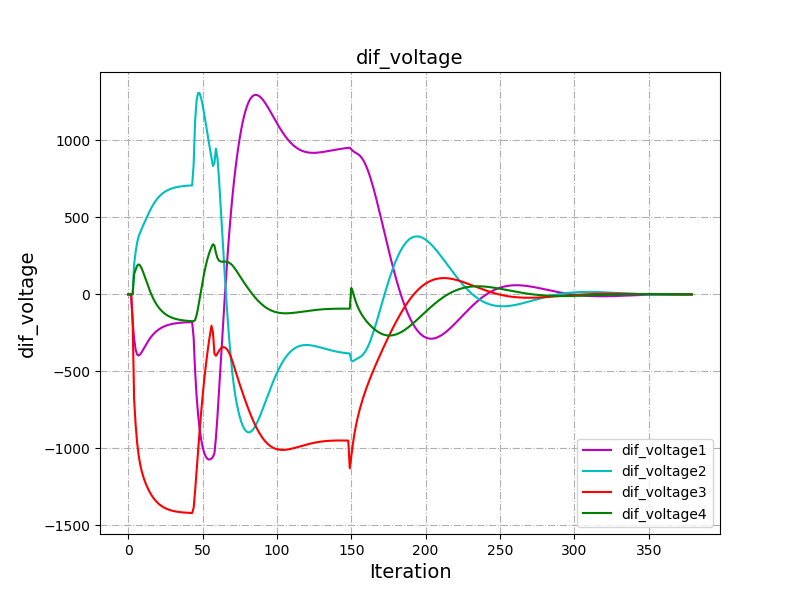 dif_voltage
dif_voltage
1000
500
0
−500
−1000
−1500
0 50 100 150 200 250 300 350
Iteration
dif_voltage1
dif_voltage2
dif_voltage3
dif_voltage4